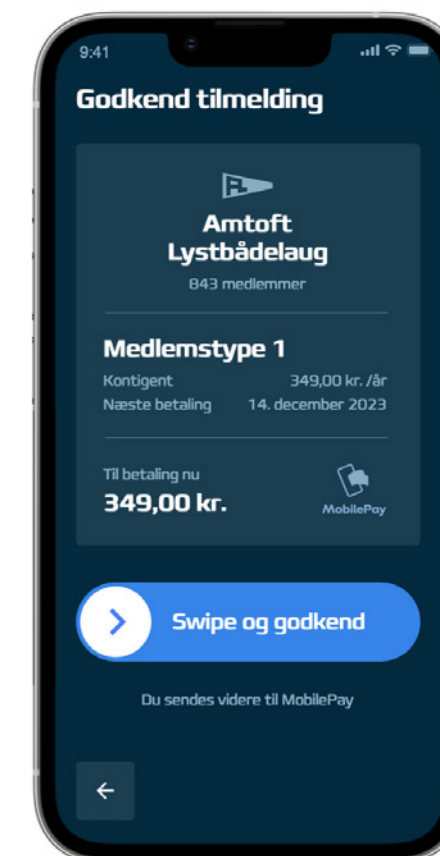 9:41
Godkend tilmelding
Amtoft
Lystbådelaug
843 medlemmer
Medlemstype 1
Kontigent 349,00 kr. /år
Næste betaling 14. december 2023
Til betaling nu
349,00 kr.
MobilePay
Swipe og godkend
Du sendes videre til MobilePay